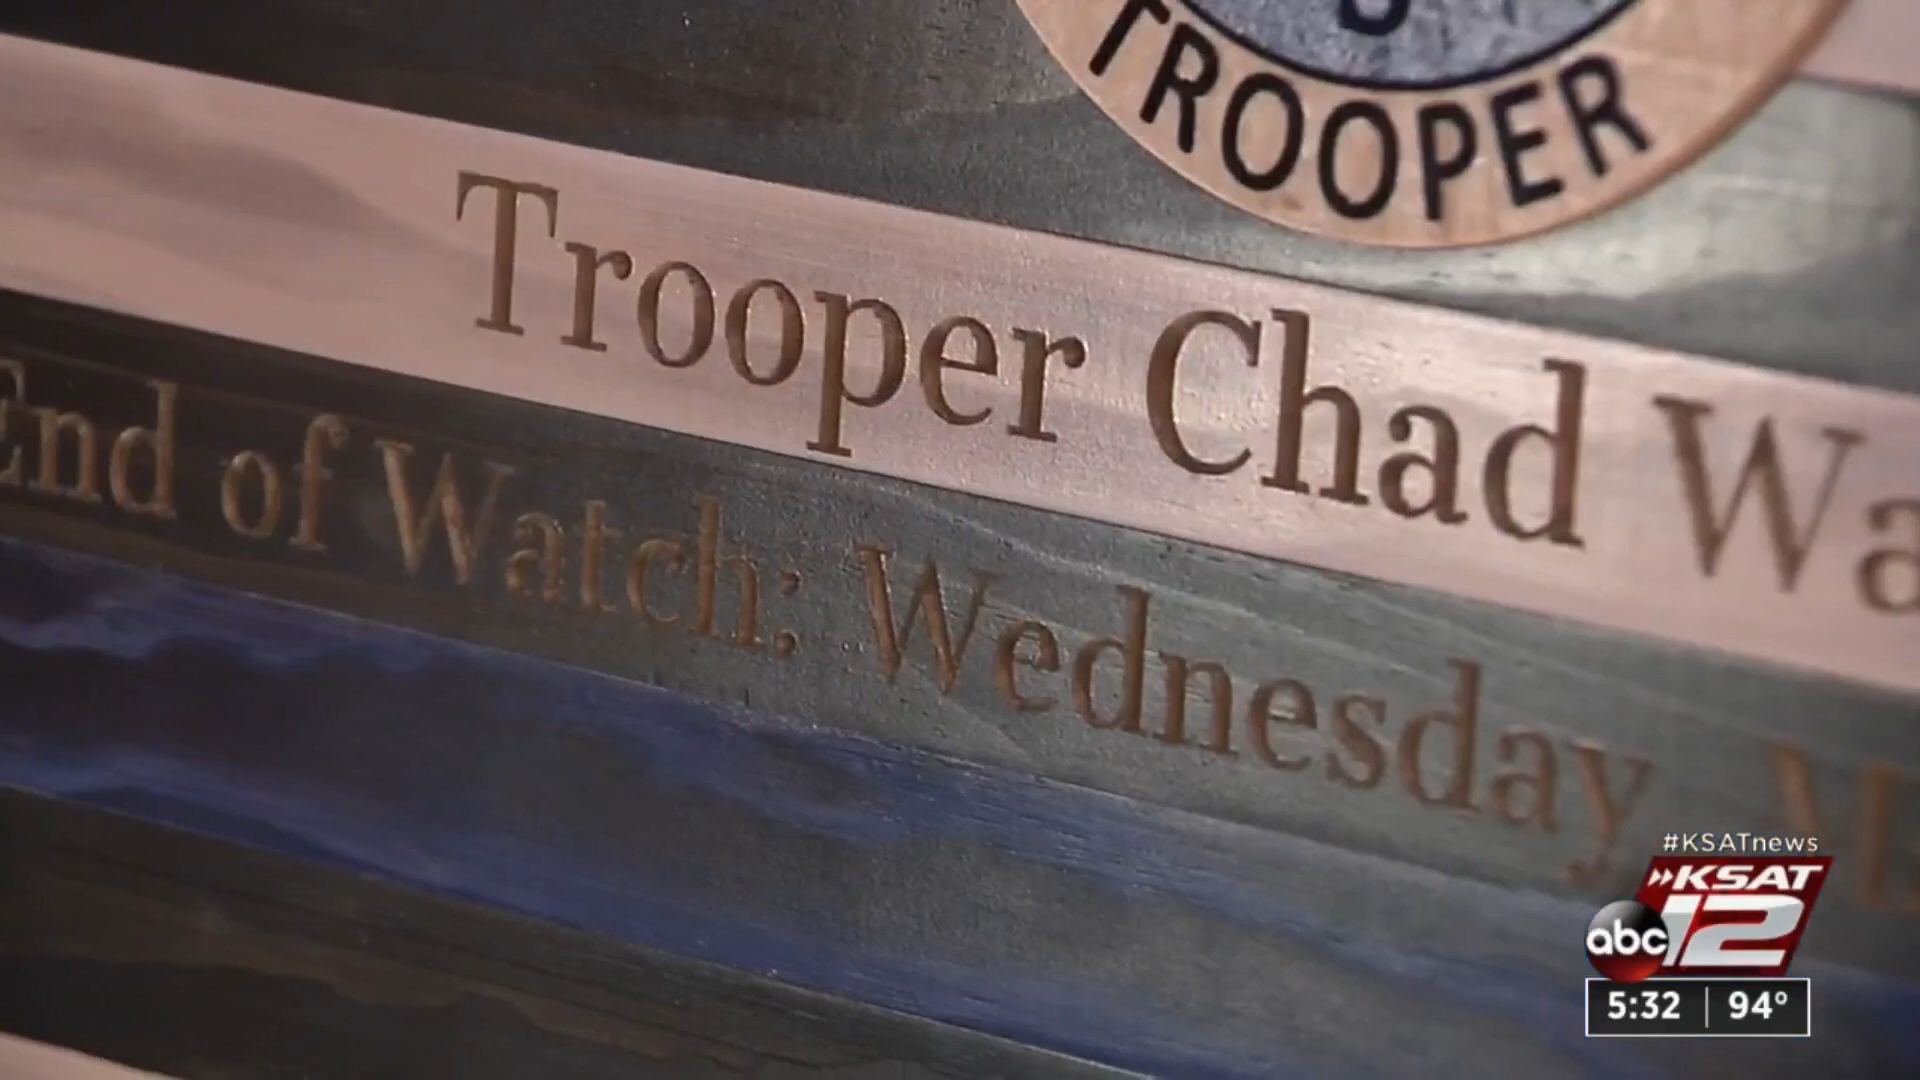 TROOPER
Trooper Chad Wa
End of Watch: Wednesday
#KSATnews
KSAT
abc 12
5:32 | 94°